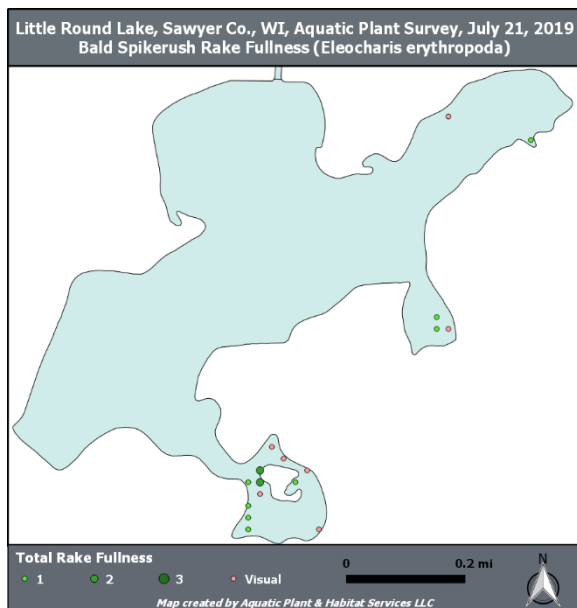 Little Round Lake, Sawyer Co., WI, Aquatic Plant Survey, July 21, 2019
Bald Spikerush Rake Fullness (Eleocharis erythropoda)
Total Rake Fullness
1 2 3 Visual
0 0.2 mi
N
Map created by Aquatic Plant & Habitat Services LLC